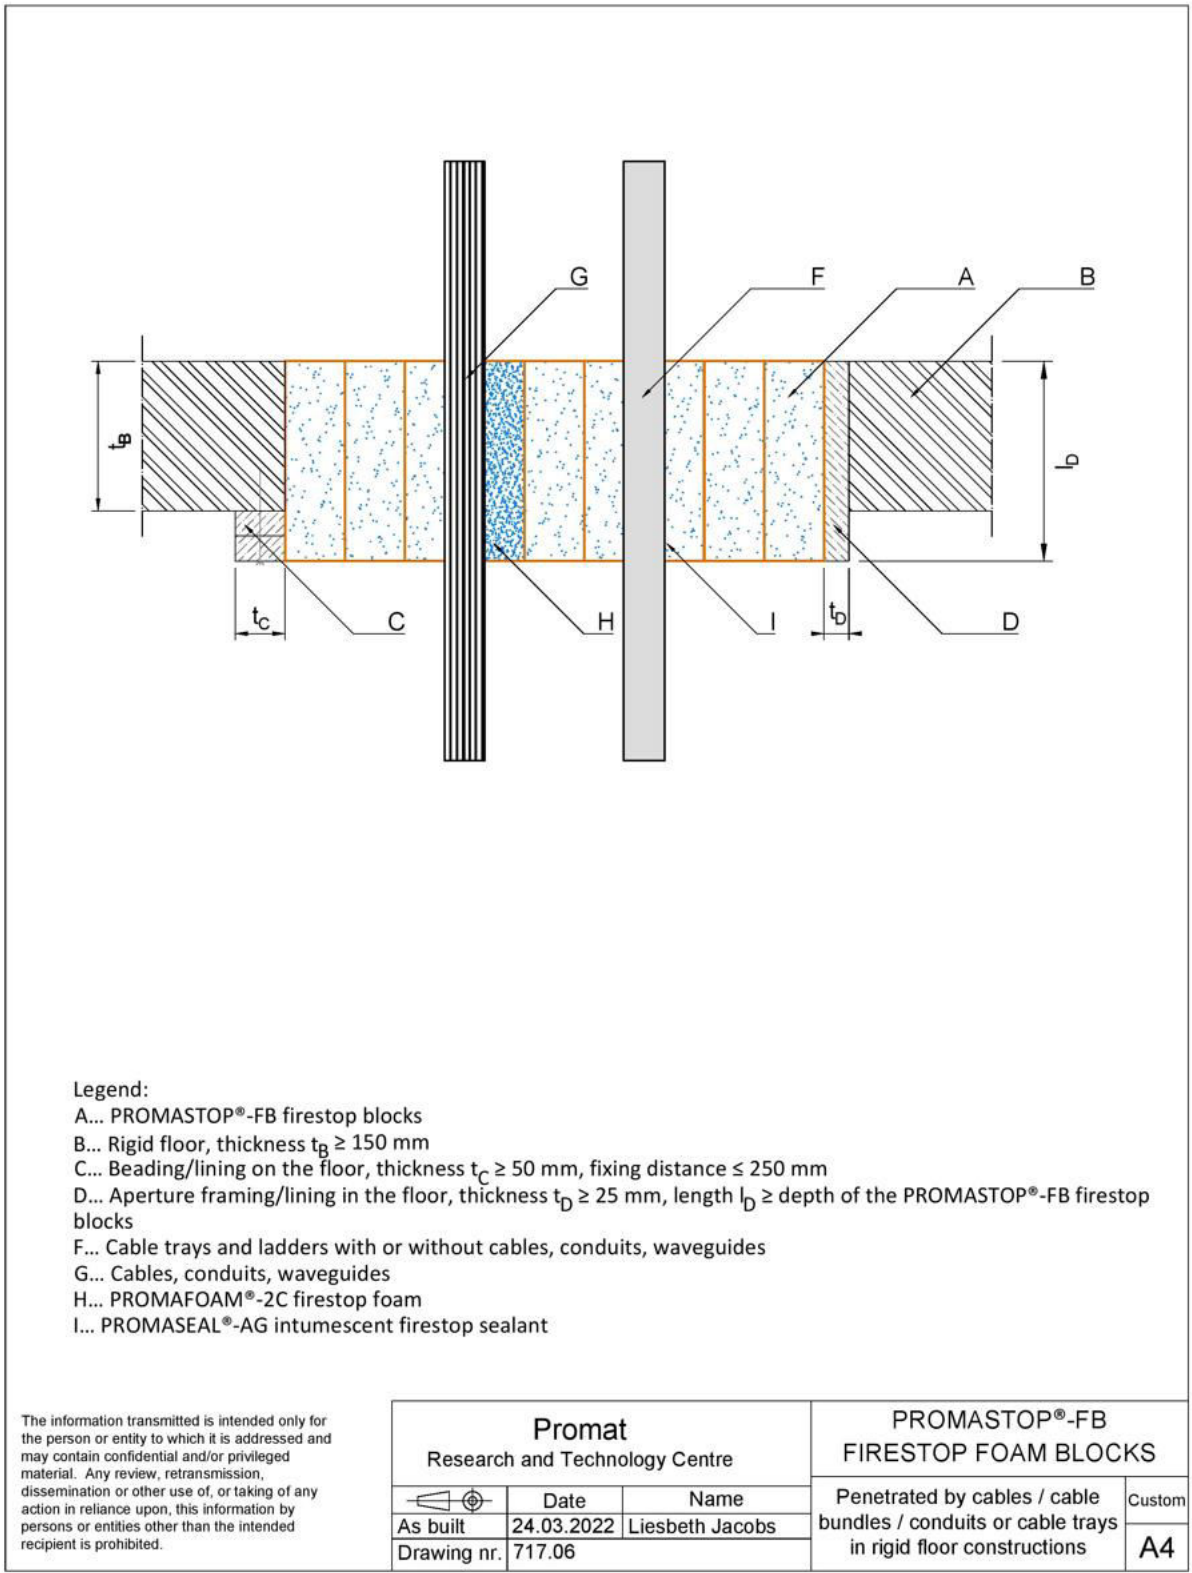 G
F
A
B
tB
lD
tC
C
H
I
tD
D
Legend:
A... PROMASTOP®-FB firestop blocks
B... Rigid floor, thickness tB ≥ 150 mm
C... Beading/lining on the floor, thickness tC ≥ 50 mm, fixing distance ≤ 250 mm
D... Aperture framing/lining in the floor, thickness tD ≥ 25 mm, length lD ≥ depth of the PROMASTOP®-FB firestop
blocks
F... Cable trays and ladders with or without cables, conduits, waveguides
G... Cables, conduits, waveguides
H... PROMAFOAM®-2C firestop foam
I... PROMASEAL®-AG intumescent firestop sealant
The information transmitted is intended only for
the person or entity to which it is addressed and
may contain confidential and/or privileged
material. Any review, retransmission,
dissemination or other use of, or taking of any
action in reliance upon, this information by
persons or entities other than the intended
recipient is prohibited.
Promat
Research and Technology Centre
Date
Name
As built
24.03.2022
Liesbeth Jacobs
Drawing nr.
717.06
PROMASTOP®-FB
FIRESTOP FOAM BLOCKS
Penetrated by cables / cable
bundles / conduits or cable trays
in rigid floor constructions
Custom
A4